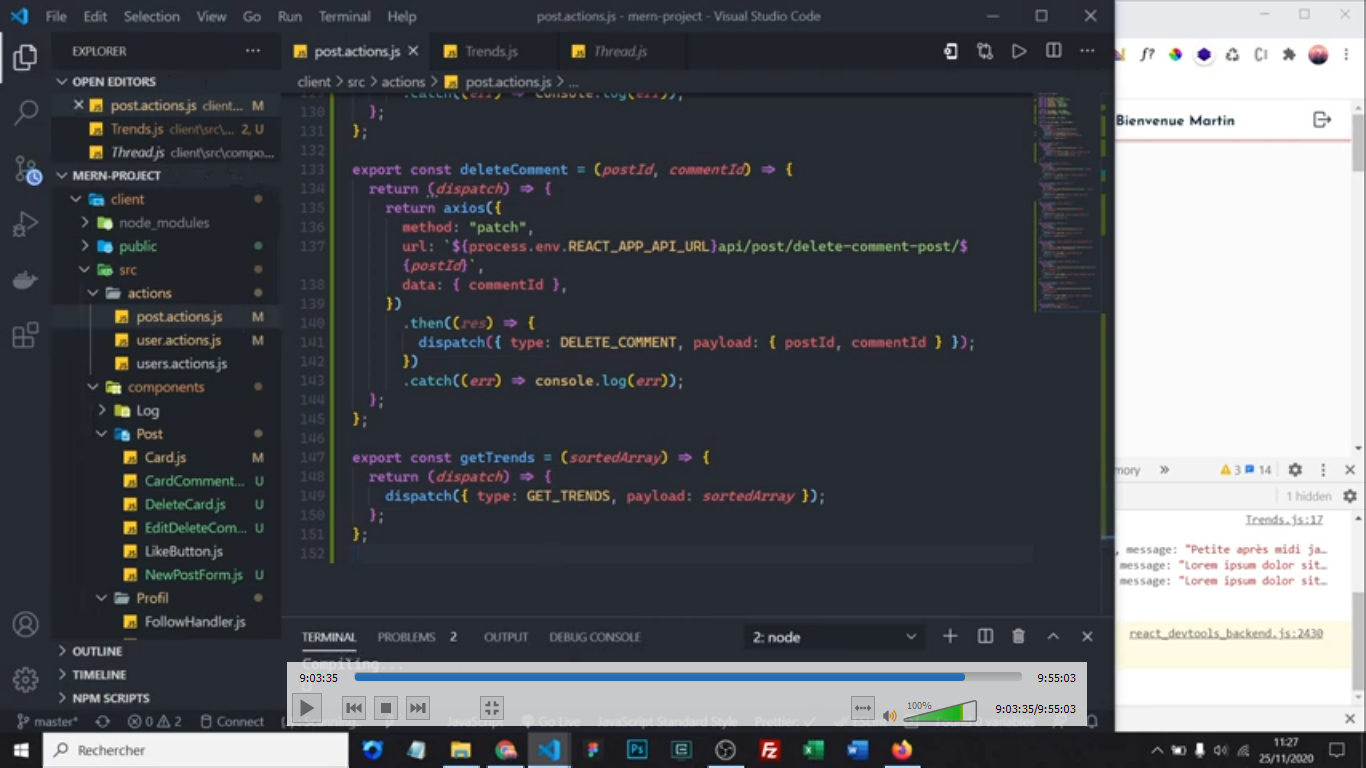 File Edit Selection View Go Run Terminal Help post.actions.js - mern-project - Visual Studio Code
EXPLORER
OPEN EDITORS
post.actions.js client... M
Trends.js client\src\... 2, U
Thread.js client\src\compo...
MERN-PROJECT
client
node_modules
public
src
actions
post.actions.js M
user.actions.js M
users.actions.js
components
Log
Post
Card.js M
CardComment... U
DeleteCard.js U
EditDeleteCom... U
LikeButton.js
NewPostForm.js U
Profil
FollowHandler.js
OUTLINE
TIMELINE
NPM SCRIPTS
post.actions.js Trends.js Thread.js
client > src > actions > post.actions.js > ...
.catch((err) => console.log(err));
130 };
131 };
132
133 export const deleteComment = (postId, commentId) => {
134 return (dispatch) => {
135 return axios({
136 method: "patch",
137 url: `${process.env.REACT_APP_API_URL}api/post/delete-comment-post/$
{postId}`,
138 data: { commentId },
139 })
140 .then((res) => {
141 dispatch({ type: DELETE_COMMENT, payload: { postId, commentId } });
142 })
143 .catch((err) => console.log(err));
144 };
145 };
146
147 export const getTrends = (sortedArray) => {
148 return (dispatch) => {
149 dispatch({ type: GET_TRENDS, payload: sortedArray });
150 };
151 };
152
TERMINAL PROBLEMS 2 OUTPUT DEBUG CONSOLE 2: node
Compiling...
9:03:35 9:55:03
100% 9:03:35/9:55:03
master* 0 2 Connect
JavaScript Go Live JavaScript Standard Style Prettier: ✓
f?
Bienvenue Martin
mory » 3 14
1 hidden
Trends.js:17
, message: "Petite après midi ja…
message: "Lorem ipsum dolor sit…
message: "Lorem ipsum dolor sit…
react_devtools_backend.js:2430
Rechercher
Ps
11:27
25/11/2020